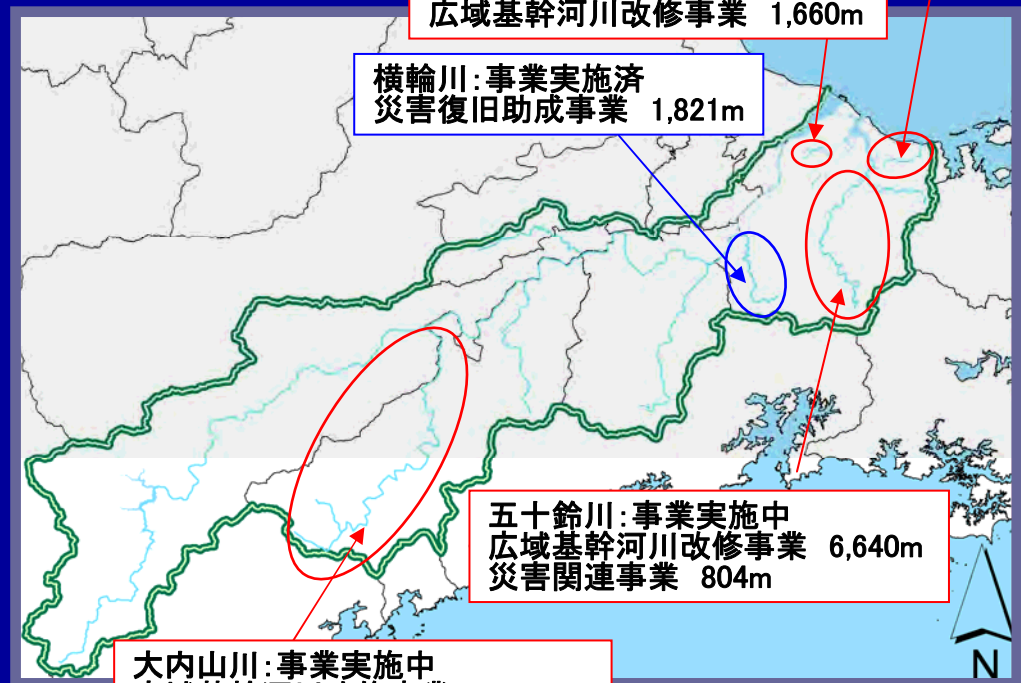 広域基幹河川改修事業 1,660m
横輪川:事業実施済
災害復旧助成事業 1,821m
五十鈴川:事業実施中
広域基幹河川改修事業 6,640m
災害関連事業 804m
N
大内山川:事業実施中